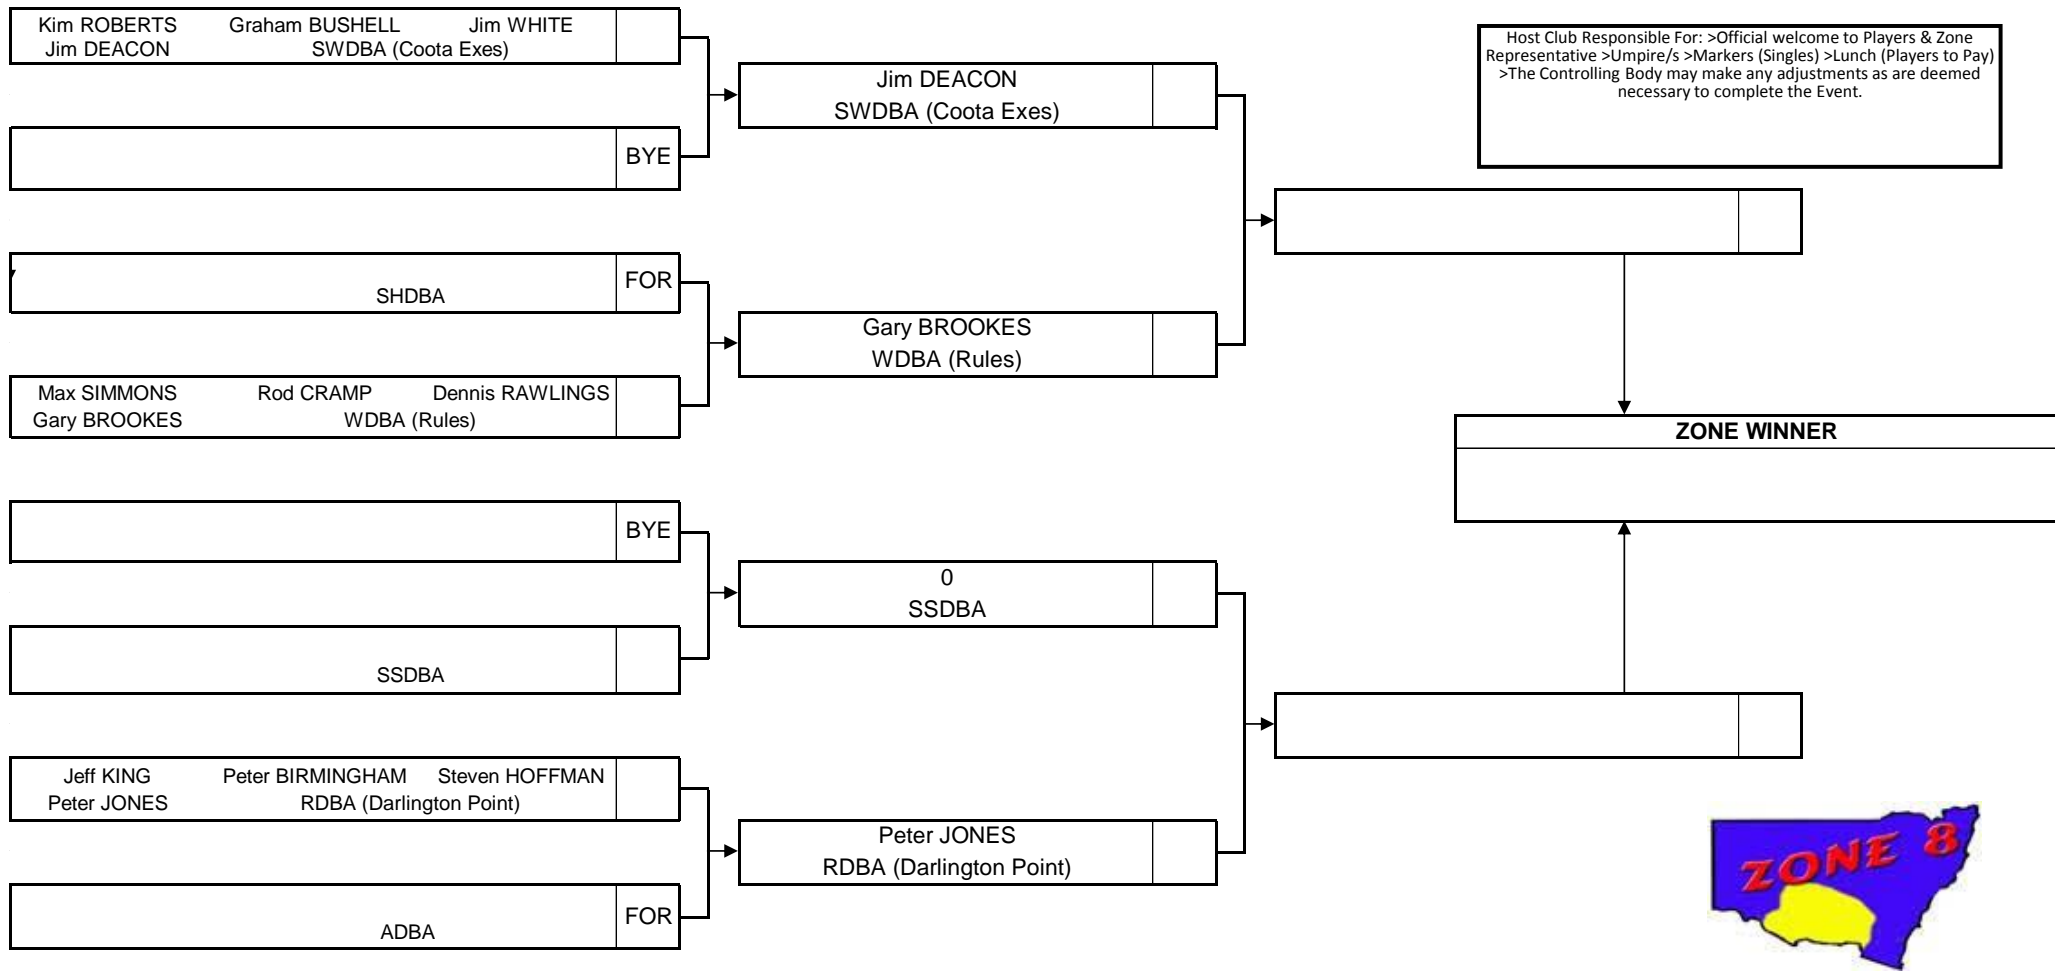 Kim ROBERTS Graham BUSHELL Jim WHITE
Jim DEACON SWDBA (Coota Exes)
BYE
SHDBA FOR
Max SIMMONS Rod CRAMP Dennis RAWLINGS
Gary BROOKES WDBA (Rules)
BYE
SSDBA
Jeff KING Peter BIRMINGHAM Steven HOFFMAN
Peter JONES RDBA (Darlington Point)
ADBA FOR
Jim DEACON
SWDBA (Coota Exes)
Gary BROOKES
WDBA (Rules)
0
SSDBA
Peter JONES
RDBA (Darlington Point)
Host Club Responsible For: >Official welcome to Players & Zone
Representative >Umpire/s >Markers (Singles) >Lunch (Players to Pay)
>The Controlling Body may make any adjustments as are deemed
necessary to complete the Event.
ZONE WINNER
ZONE 8